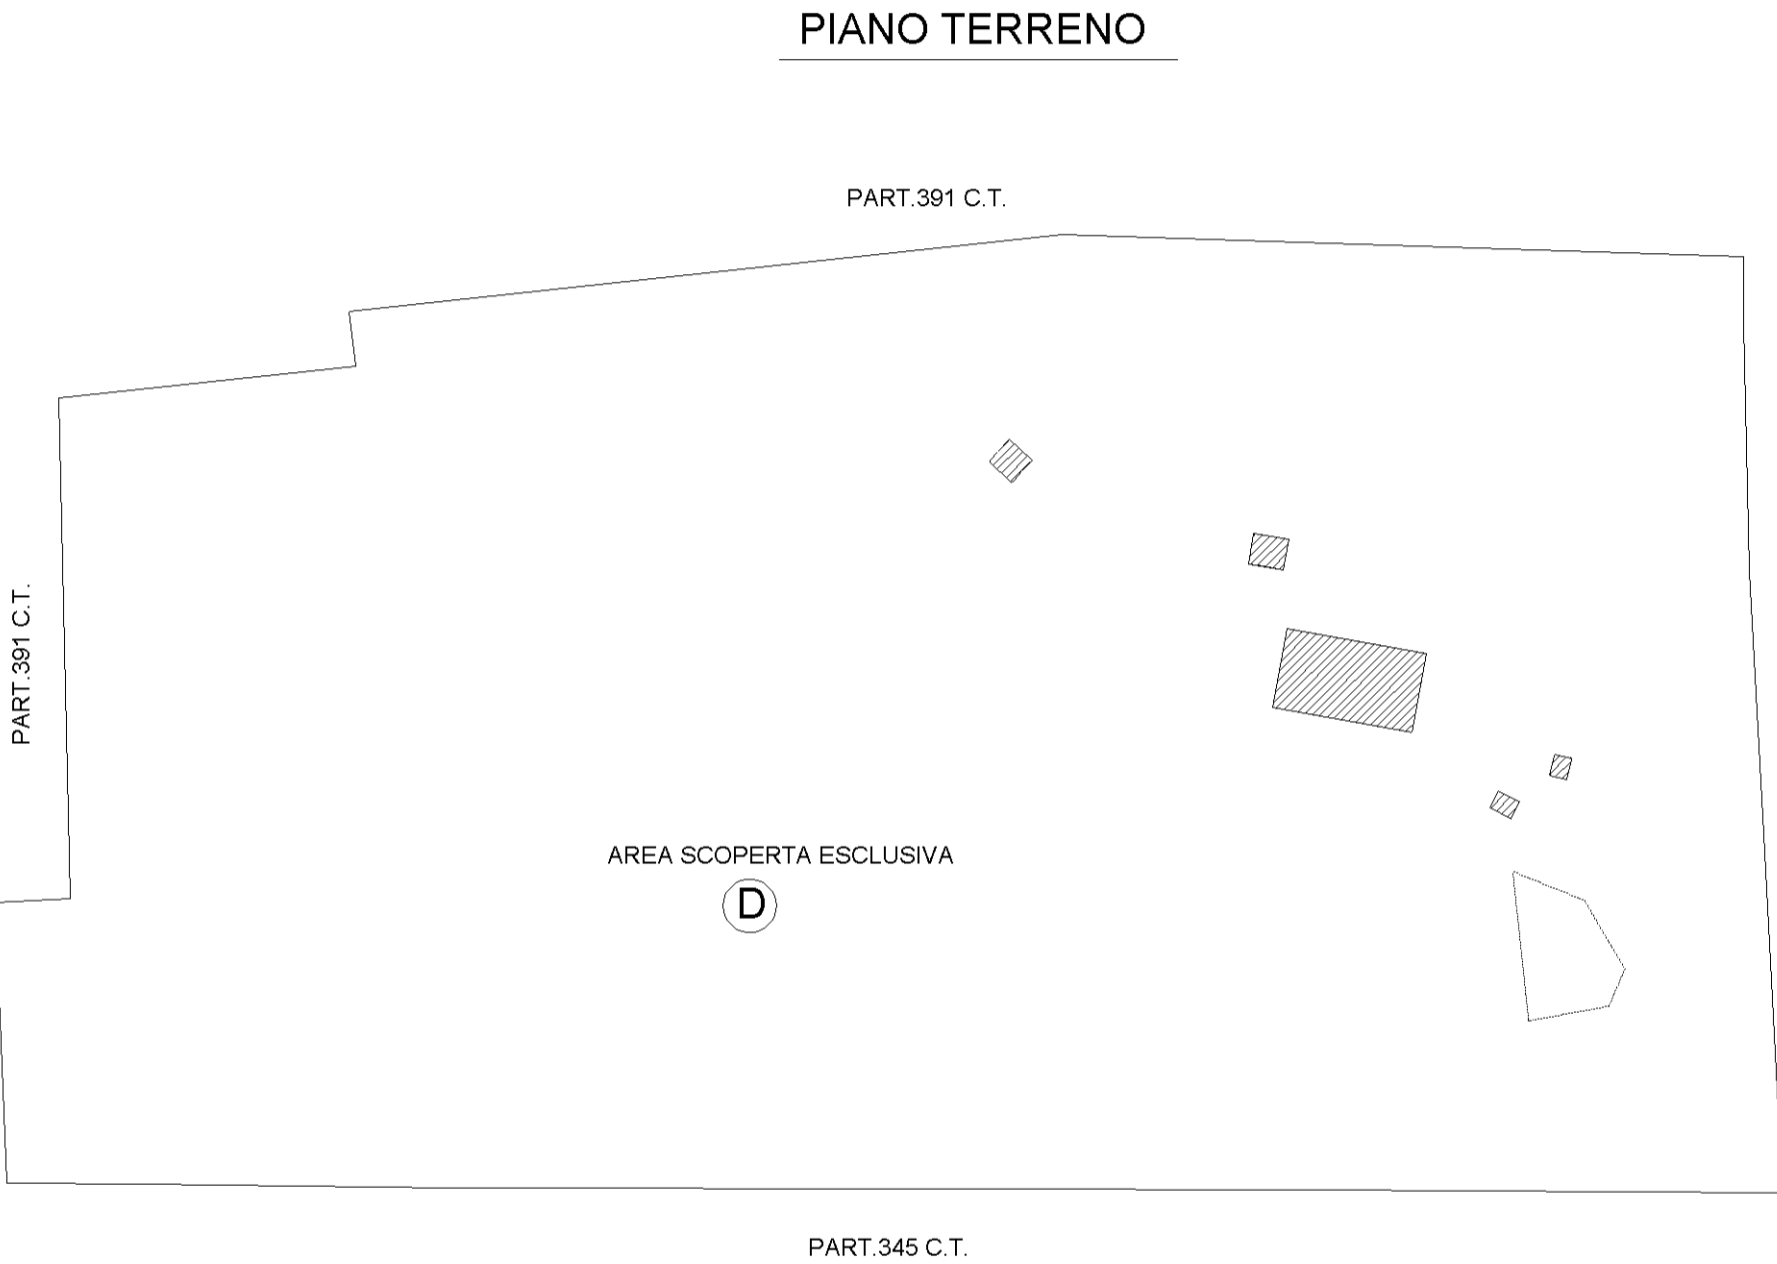 PIANO TERRENO
PART.391 C.T.
PART.391 C.T.
AREA SCOPERTA ESCLUSIVA
D
PART.345 C.T.